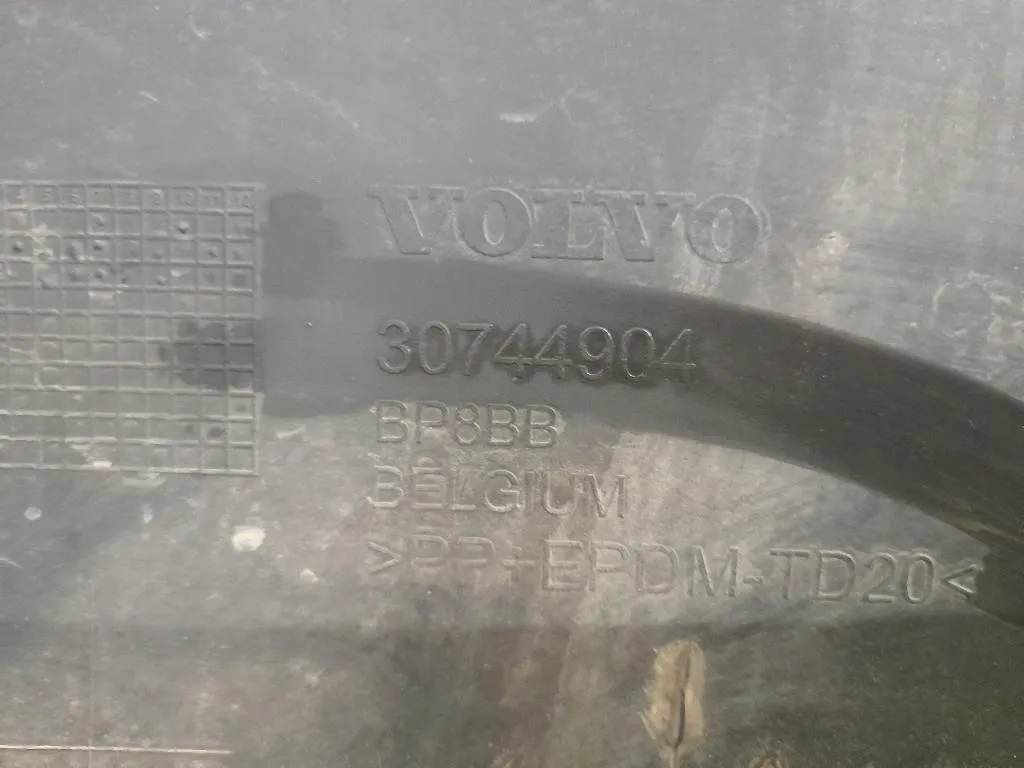 VOLVO
30744904
BP8BB
BELGIUM
>PP+EPDM-TD20<